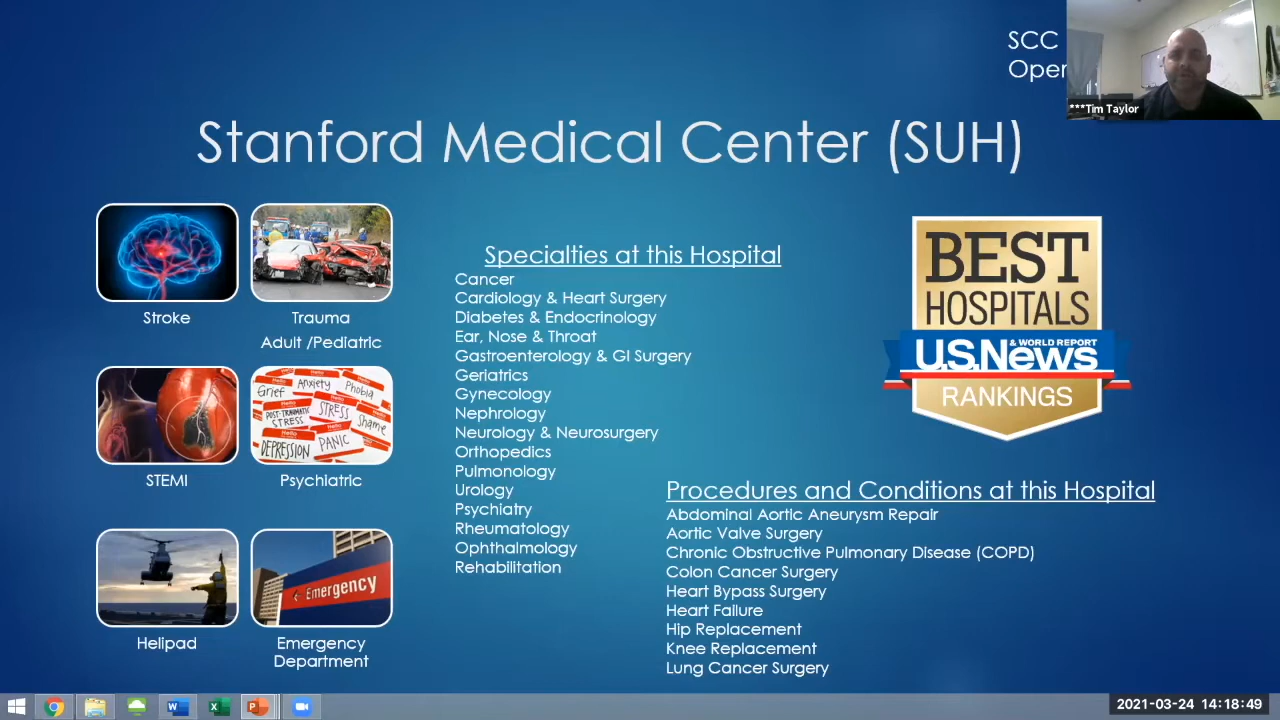 SCC
Oper
***Tim Taylor
Stanford Medical Center (SUH)
Stroke
Trauma
Adult /Pediatric
Grief
Anxiety
Phobia
POST-TRAUMATIC
STRESS
STRESS
Shame
DEPRESSION
PANIC
STEMI
Psychiatric
Emergency
Helipad
Emergency
Department
Specialties at this Hospital
Cancer
Cardiology & Heart Surgery
Diabetes & Endocrinology
Ear, Nose & Throat
Gastroenterology & GI Surgery
Geriatrics
Gynecology
Nephrology
Neurology & Neurosurgery
Orthopedics
Pulmonology
Urology
Psychiatry
Rheumatology
Ophthalmology
Rehabilitation
BEST
HOSPITALS
U.S.News
& WORLD REPORT
RANKINGS
Procedures and Conditions at this Hospital
Abdominal Aortic Aneurysm Repair
Aortic Valve Surgery
Chronic Obstructive Pulmonary Disease (COPD)
Colon Cancer Surgery
Heart Bypass Surgery
Heart Failure
Hip Replacement
Knee Replacement
Lung Cancer Surgery
2021-03-24 14:18:49